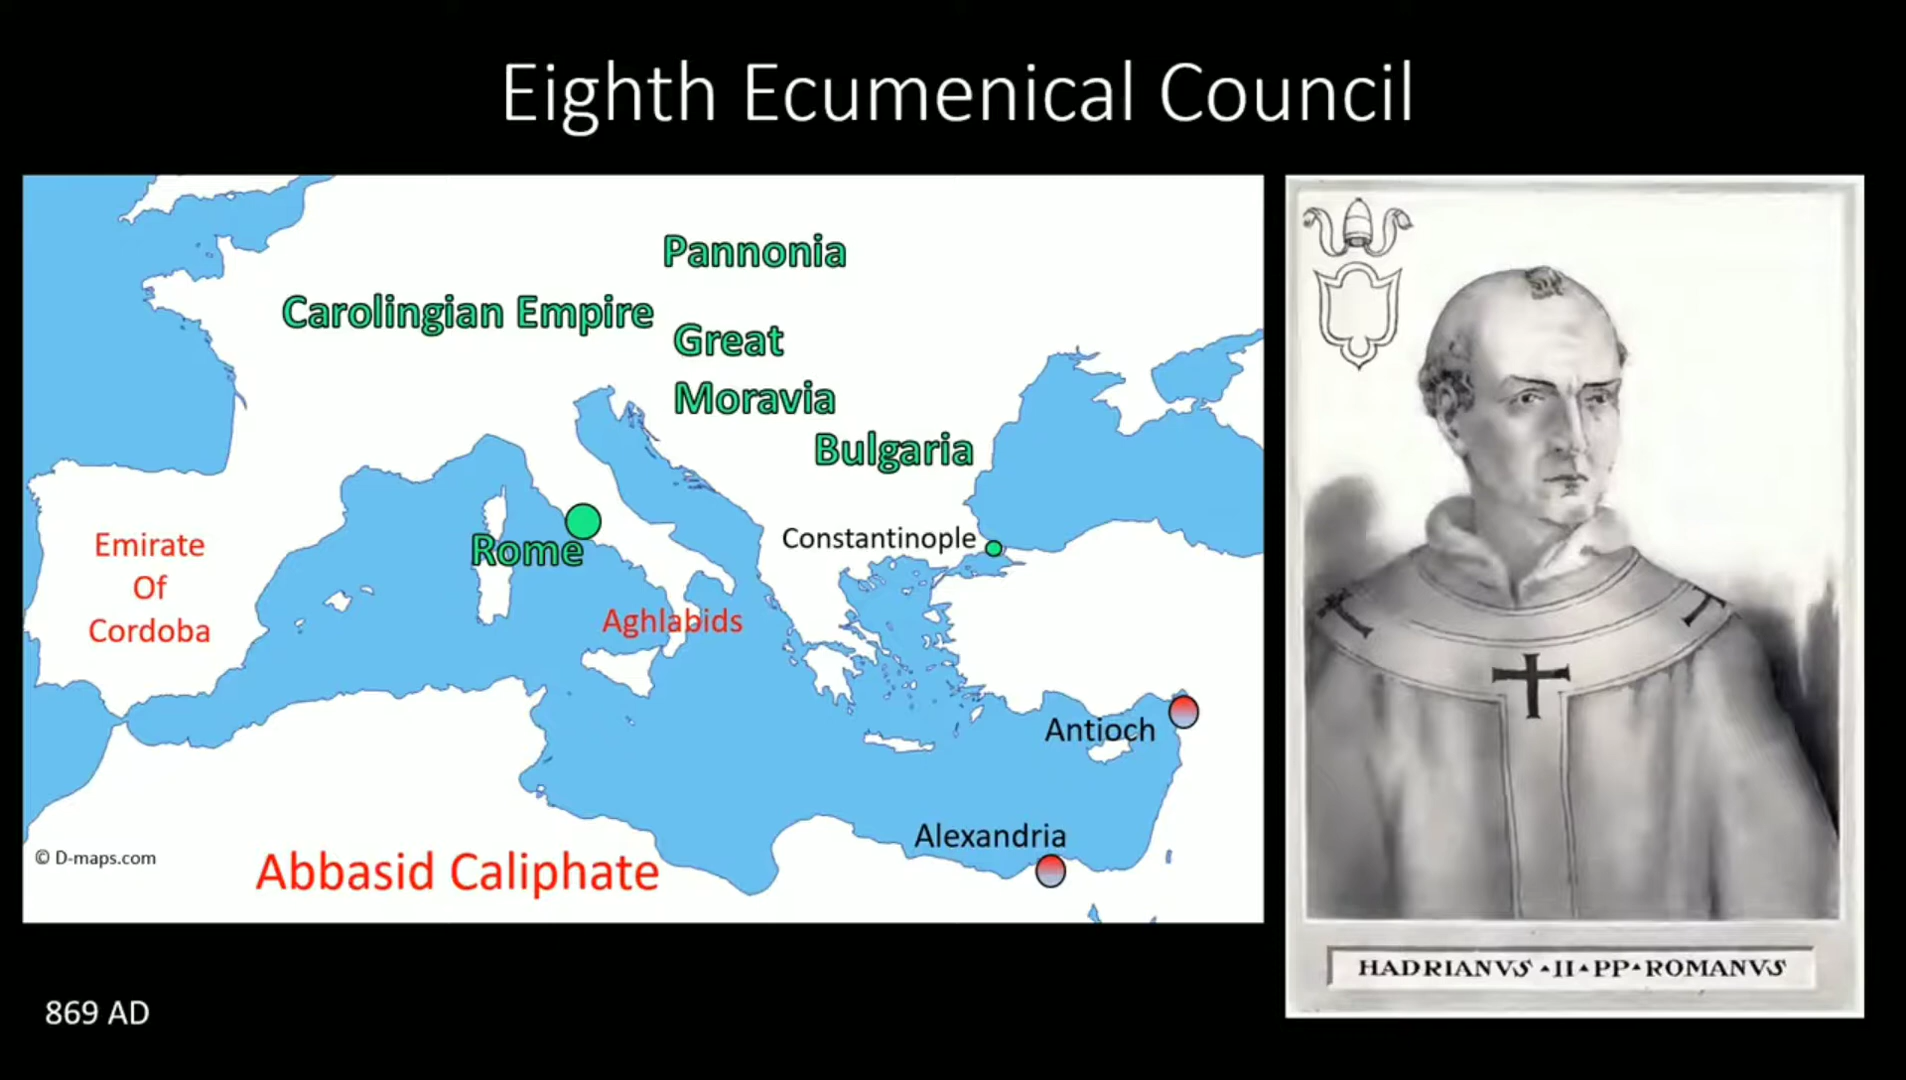 Eighth Ecumenical Council
Pannonia
Carolingian Empire
Great
Moravia
Bulgaria
Emirate
Of
Cordoba
Rome
Constantinople
Aghlabids
Antioch
Alexandria
© D-maps.com
Abbasid Caliphate
HADRIANVS ▴ II ▴ PP ▴ ROMANVS
869 AD